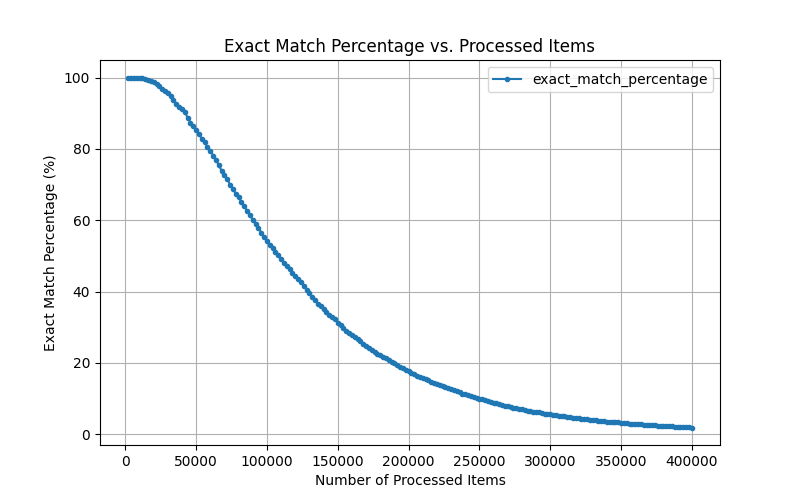 Exact Match Percentage vs. Processed Items
exact_match_percentage
100
80
60
40
20
0
Exact Match Percentage (%)
0 50000 100000 150000 200000 250000 300000 350000 400000
Number of Processed Items